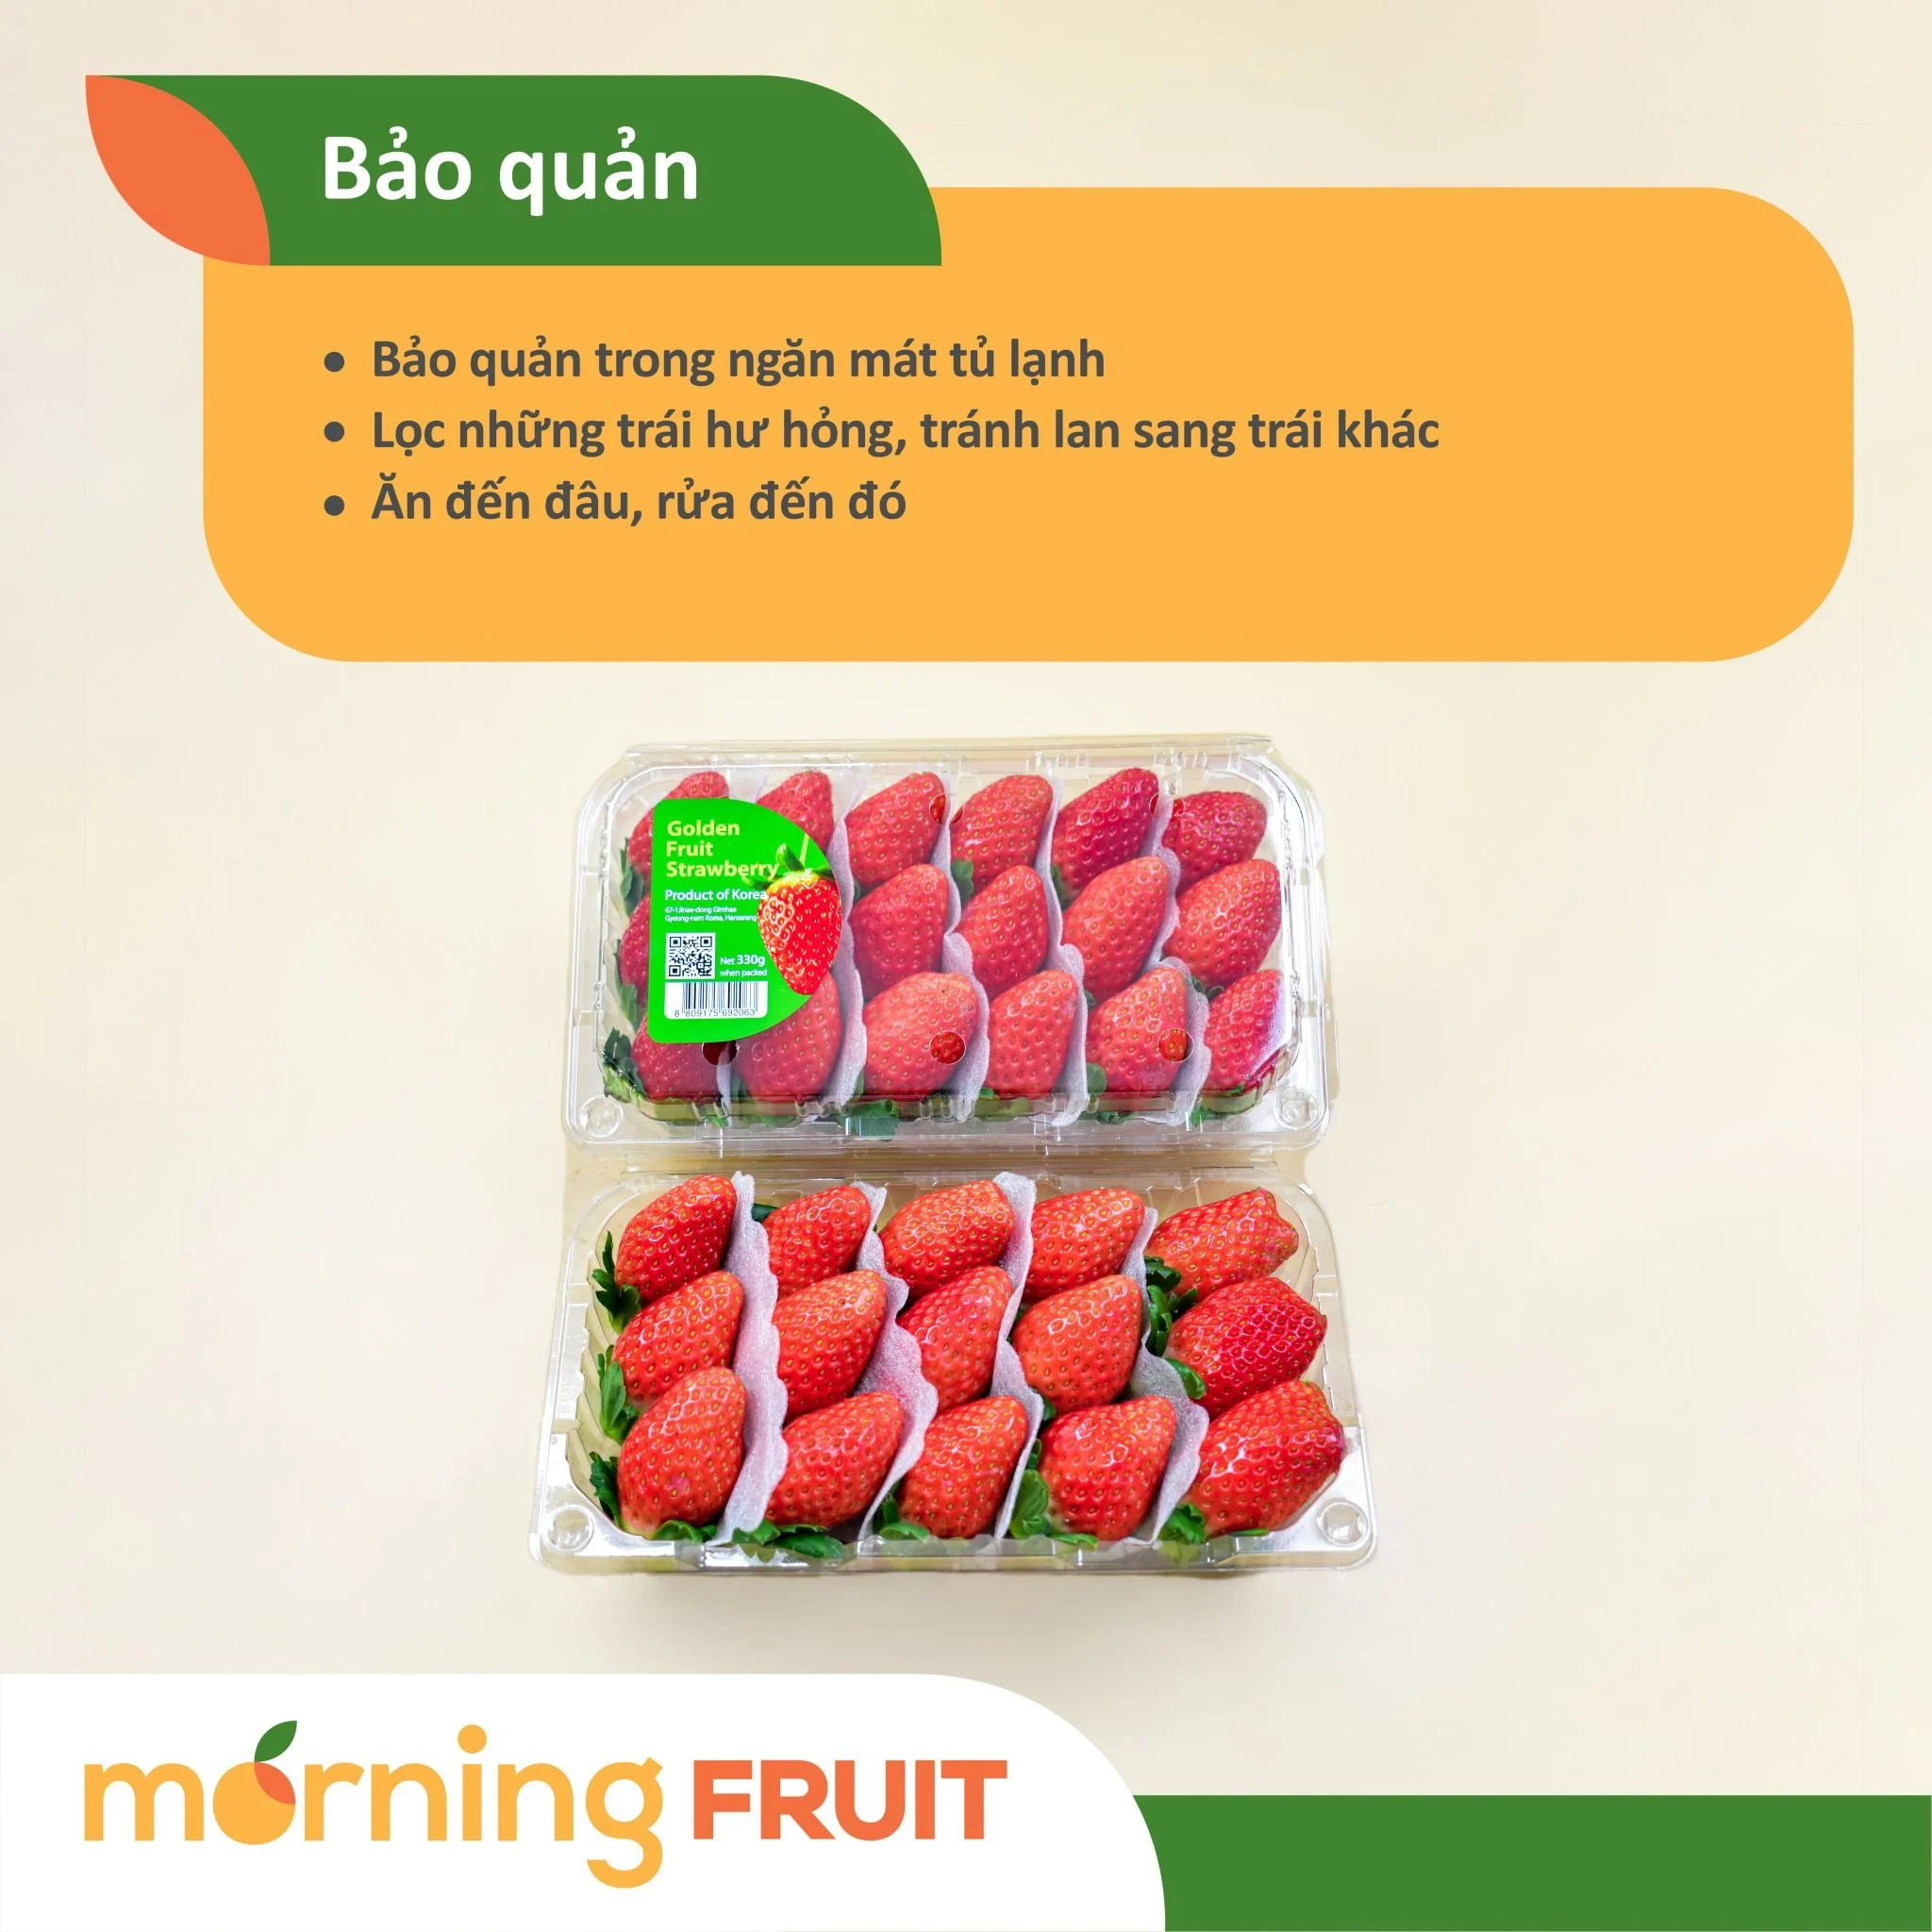 Bảo quản
Bảo quản trong ngăn mát tủ lạnh
Lọc những trái hư hỏng, tránh lan sang trái khác
Ăn đến đâu, rửa đến đó
Golden
Fruit
Strawberry
Product of Korea
67-1 Jinae-dong Gimhae
Gyeong-nam Korea, Hansarang
Net 330g
when packed
8 809175 692063
morning FRUIT